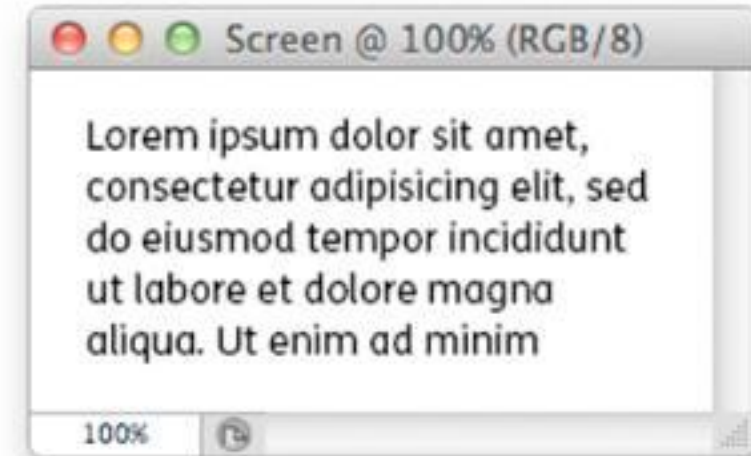 Screen @ 100% (RGB/8)
Lorem ipsum dolor sit amet,
consectetur adipisicing elit, sed
do eiusmod tempor incididunt
ut labore et dolore magna
aliqua. Ut enim ad minim
100%